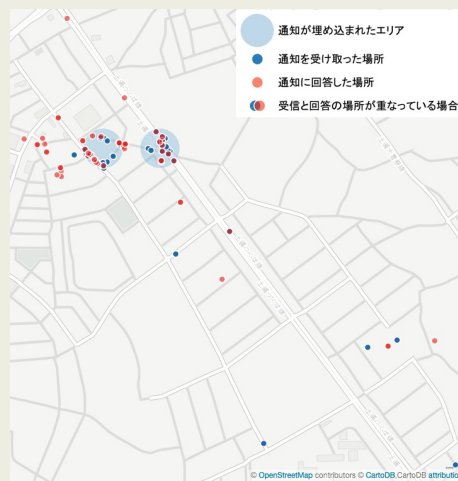 通知が埋め込まれたエリア
通知を受け取った場所
通知に回答した場所
受信と回答の場所が重なっている場合
© OpenStreetMap contributors © CartoDB,CartoDB attribution